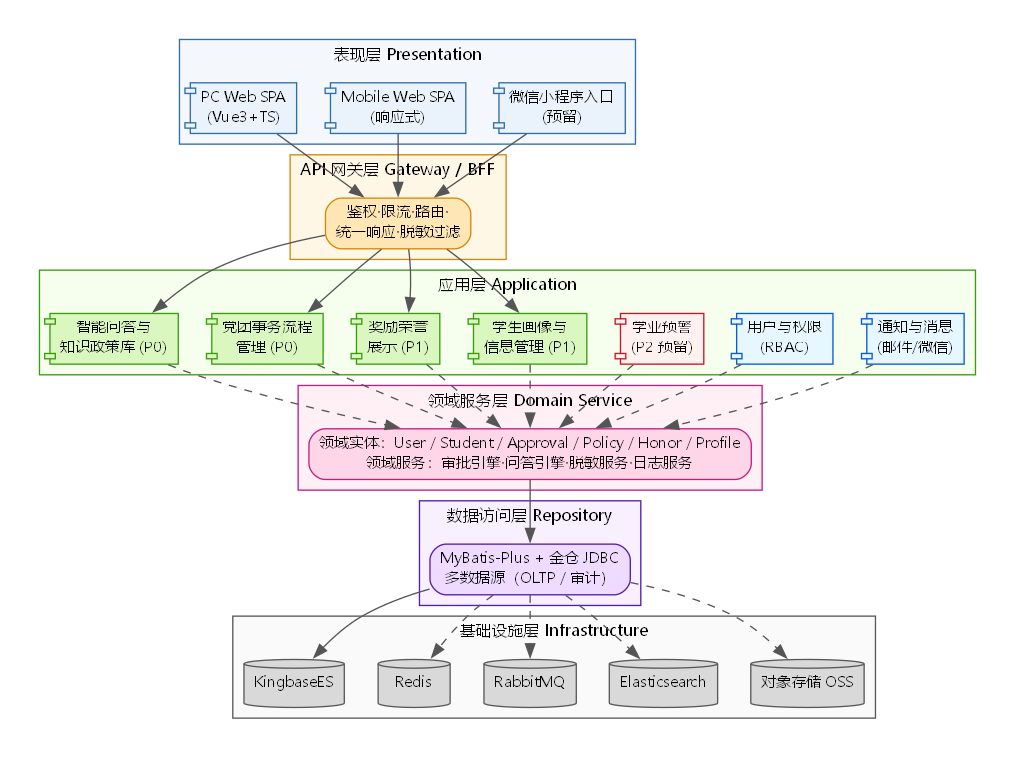 表现层 Presentation
PC Web SPA
(Vue3+TS)
Mobile Web SPA
(响应式)
微信小程序入口
(预留)
API 网关层 Gateway / BFF
鉴权·限流·路由·
统一响应·脱敏过滤
应用层 Application
智能问答与
知识政策库 (P0)
党团事务流程
管理 (P0)
奖励荣誉
展示 (P1)
学生画像与
信息管理 (P1)
学业预警
(P2 预留)
用户与权限
(RBAC)
通知与消息
(邮件/微信)
领域服务层 Domain Service
领域实体：User / Student / Approval / Policy / Honor / Profile
领域服务：审批引擎·问答引擎·脱敏服务·日志服务
数据访问层 Repository
MyBatis-Plus + 金仓 JDBC
多数据源（OLTP / 审计）
基础设施层 Infrastructure
KingbaseES
Redis
RabbitMQ
Elasticsearch
对象存储 OSS